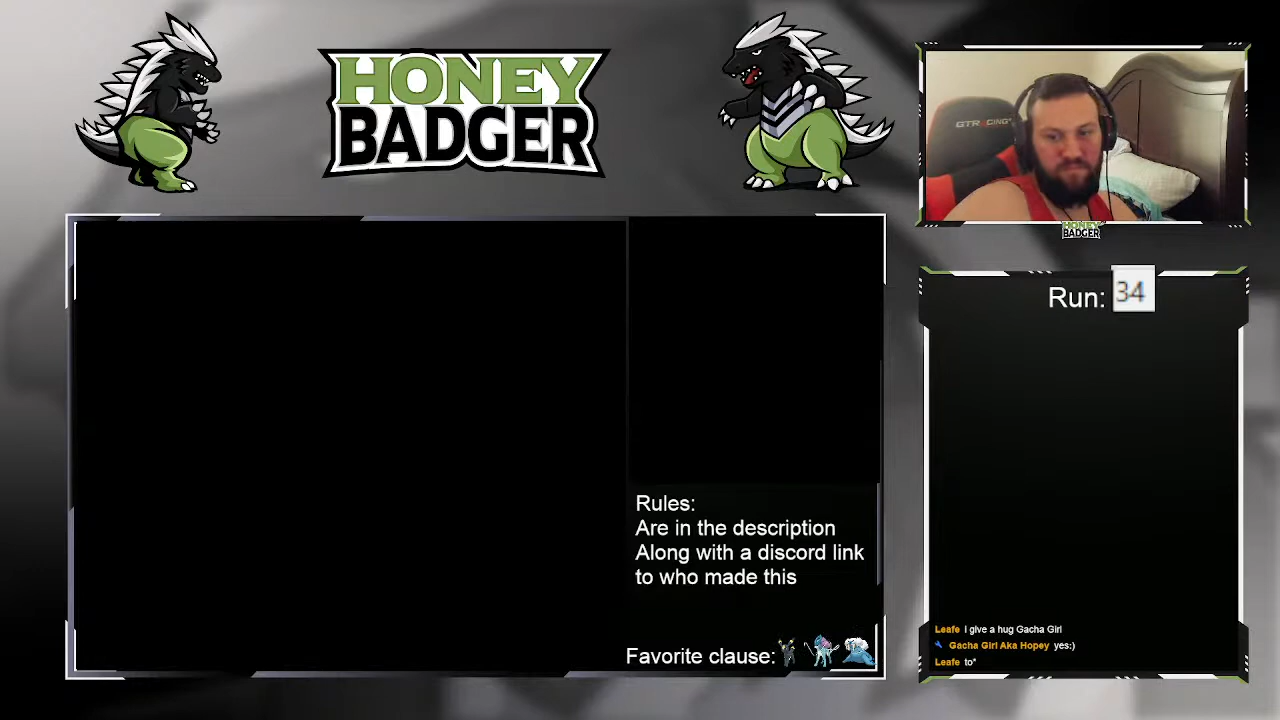 HONEY
BADGER
GTRACING
HONEY
BADGER
Run: 34
Rules:
Are in the description
Along with a discord link
to who made this
Favorite clause:
Leafe I give a hug Gacha Girl
Gacha Girl Aka Hopey yes:)
Leafe to*